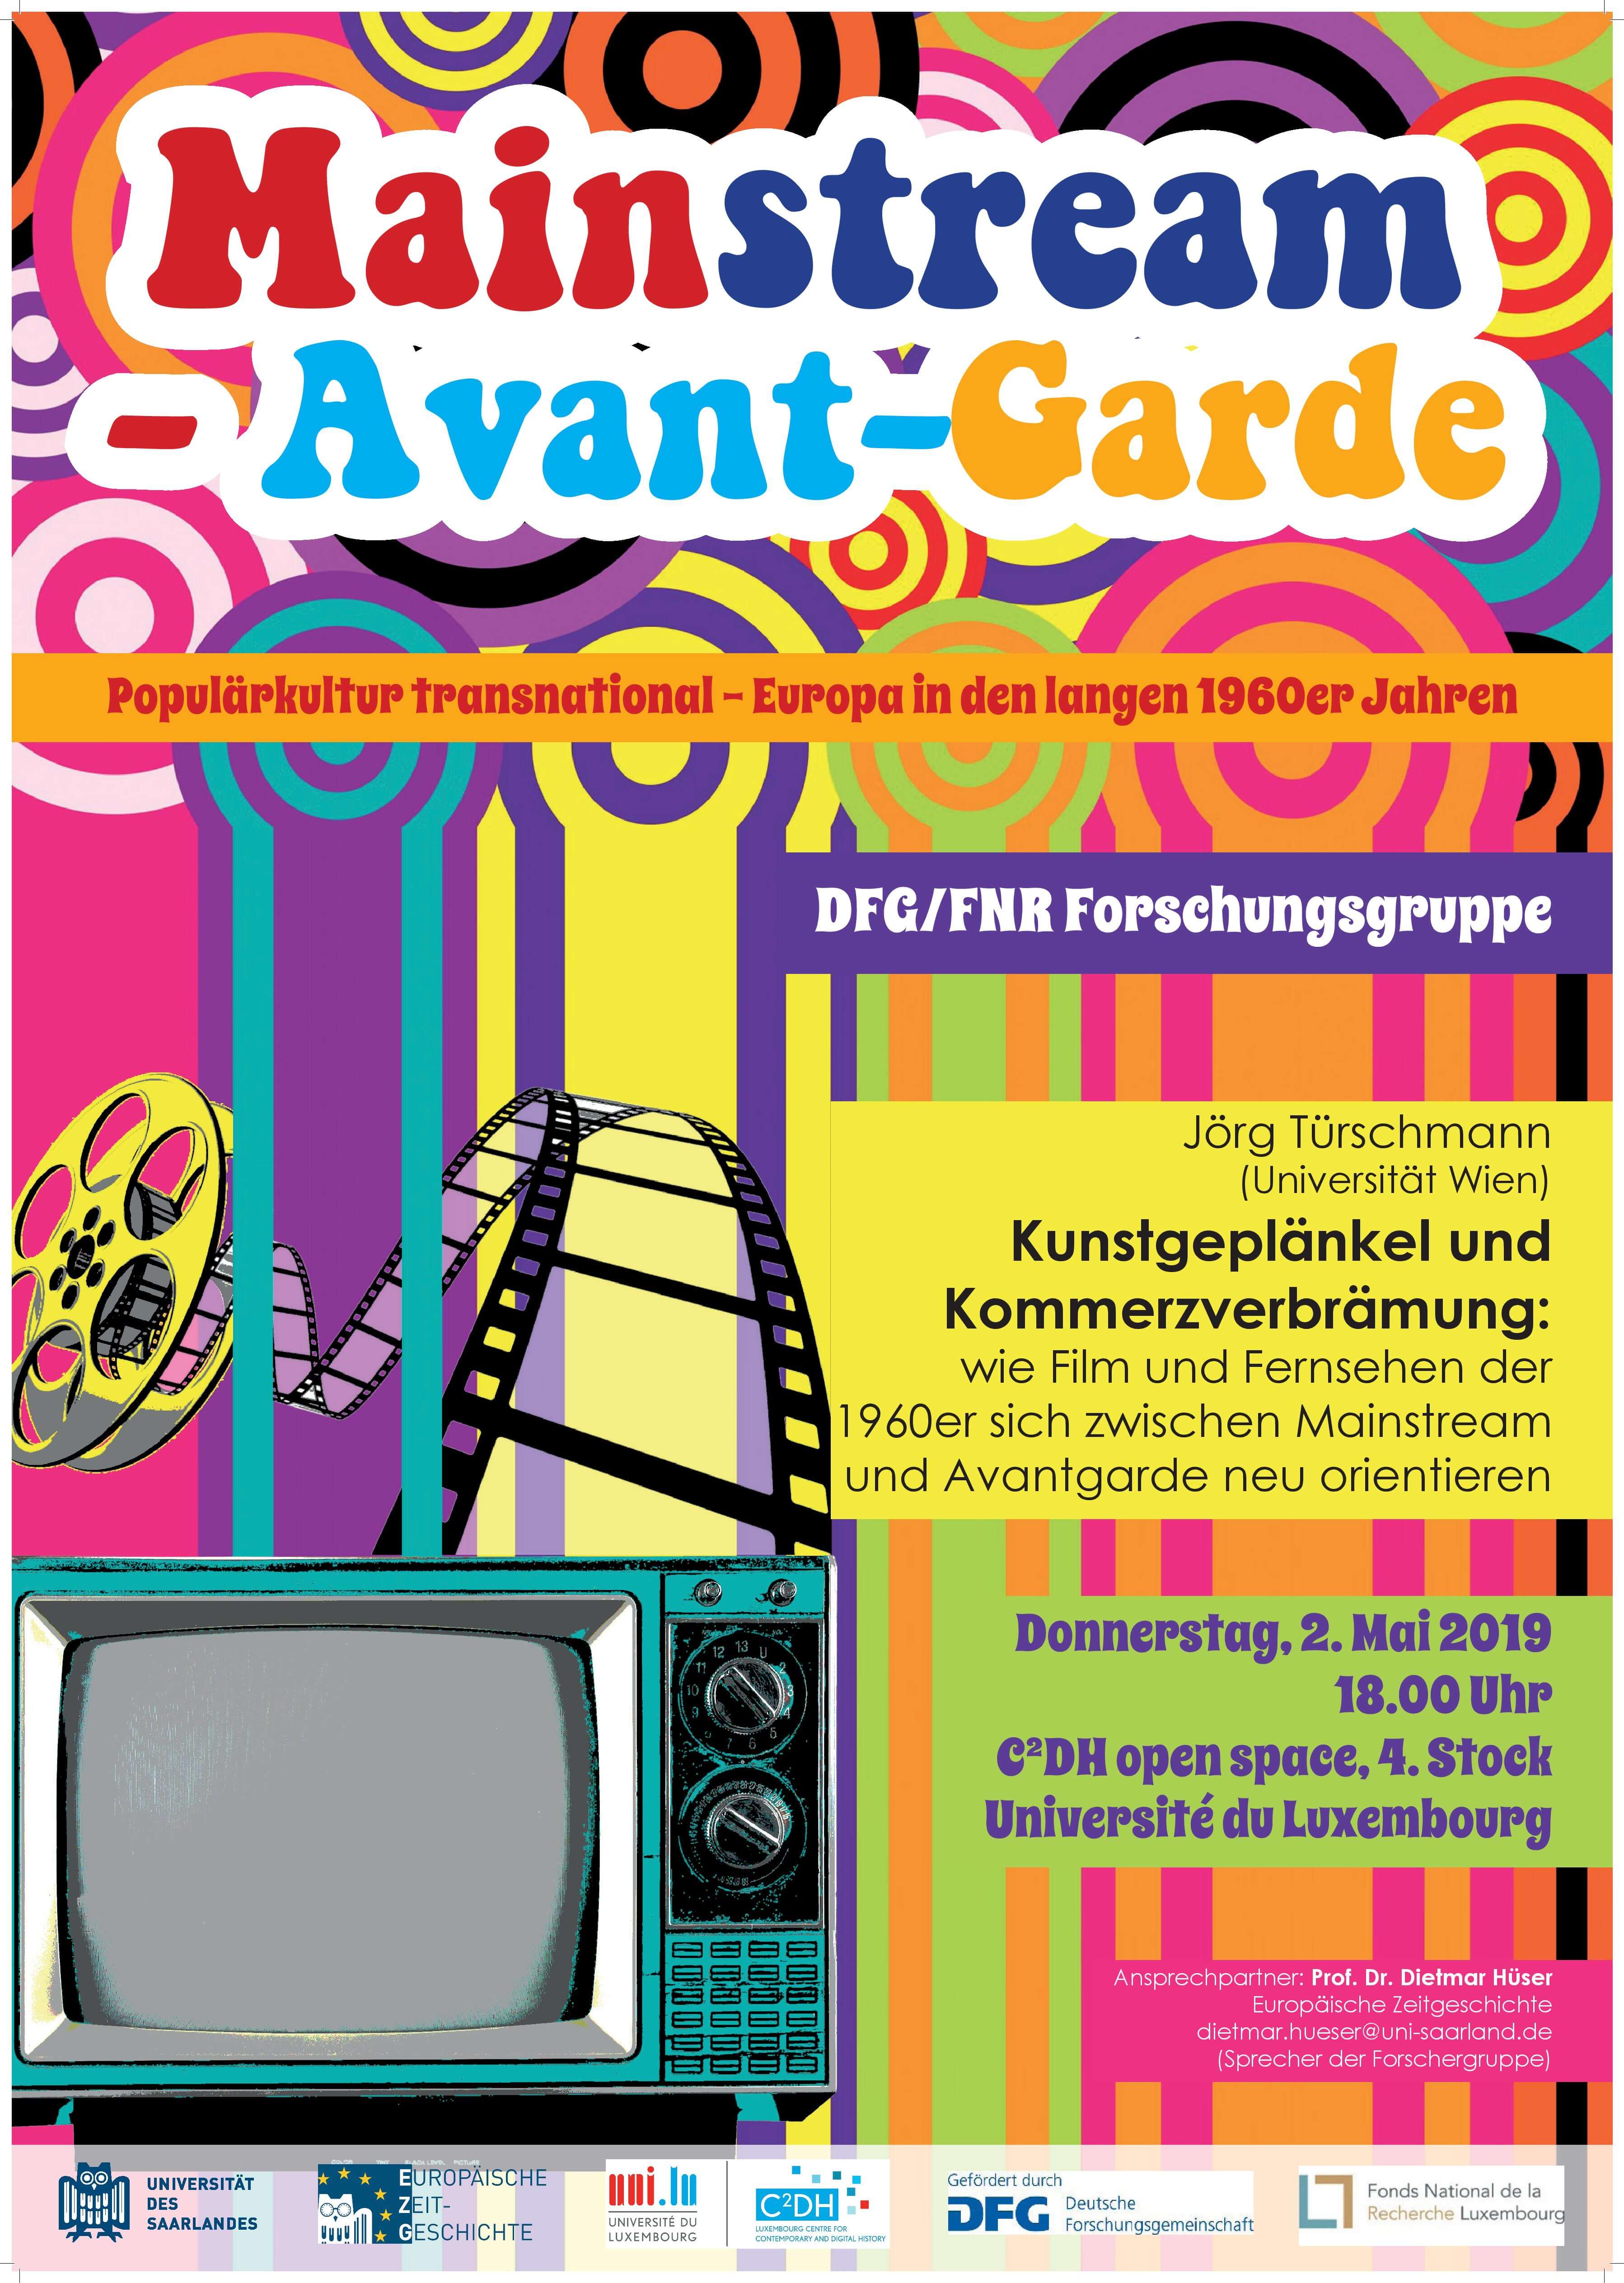 Mainstream
- Avant-Garde
Populärkultur transnational – Europa in den langen 1960er Jahren
DFG/FNR Forschungsgruppe
Jörg Türschmann
(Universität Wien)
Kunstgeplänkel und
Kommerzverbrämung:
wie Film und Fernsehen der
1960er sich zwischen Mainstream
und Avantgarde neu orientieren
Donnerstag, 2. Mai 2019
18.00 Uhr
C²DH open space, 4. Stock
Université du Luxembourg
Ansprechpartner: Prof. Dr. Dietmar Hüser
Europäische Zeitgeschichte
dietmar.hueser@uni-saarland.de
(Sprecher der Forschergruppe)
UNIVERSITÄT
DES
SAARLANDES
EUROPÄISCHE
ZEIT-
GESCHICHTE
uni.lu
UNIVERSITÉ DU
LUXEMBOURG
C²DH
LUXEMBOURG CENTRE FOR
CONTEMPORARY AND DIGITAL HISTORY
Gefördert durch
DFG
Deutsche
Forschungsgemeinschaft
Fonds National de la
Recherche Luxembourg